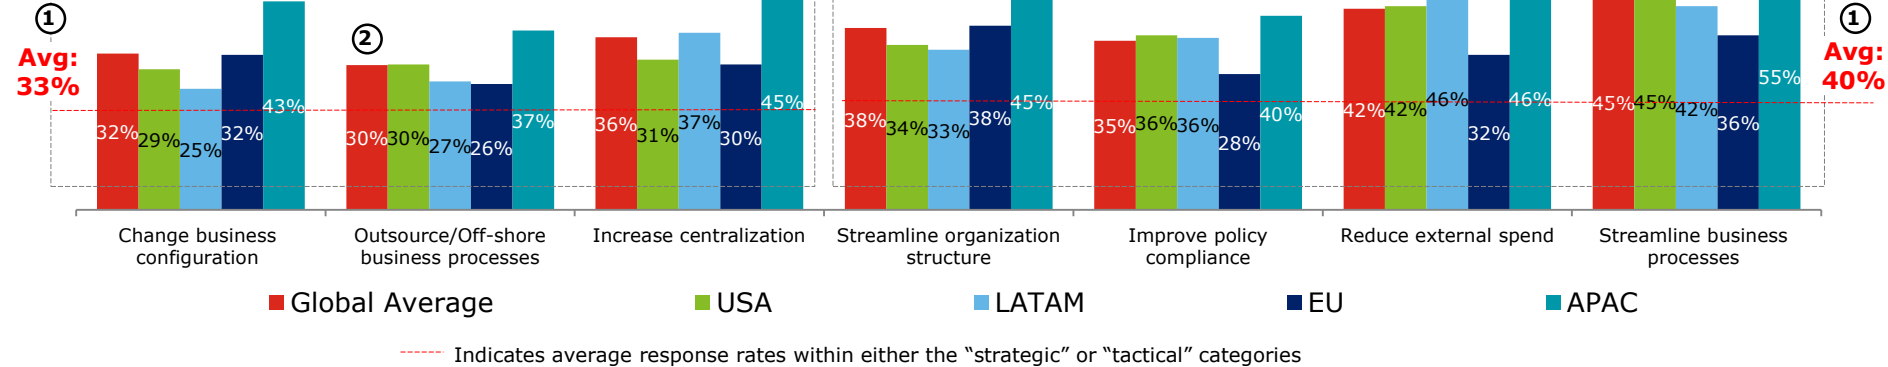 ①
Avg:
33%
②
①
Avg:
40%
32% 29% 25% 32% 43%
30% 30% 27% 26% 37%
36% 31% 37% 30% 45%
38% 34% 33% 38% 45%
35% 36% 36% 28% 40%
42% 42% 46% 32% 46%
45% 45% 42% 36% 55%
Change business
configuration
Outsource/Off-shore
business processes
Increase centralization
Streamline organization
structure
Improve policy
compliance
Reduce external spend
Streamline business
processes
Global Average
USA
LATAM
EU
APAC
Indicates average response rates within either the “strategic” or “tactical” categories